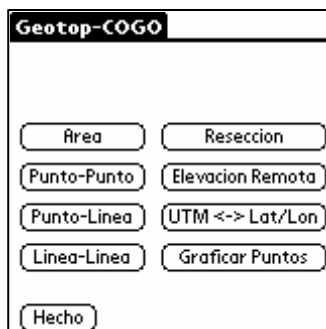 Geotop-COGO
Area Reseccion
Punto-Punto Elevacion Remota
Punto-Linea UTM <-> Lat/Lon
Linea-Linea Graficar Puntos
Hecho